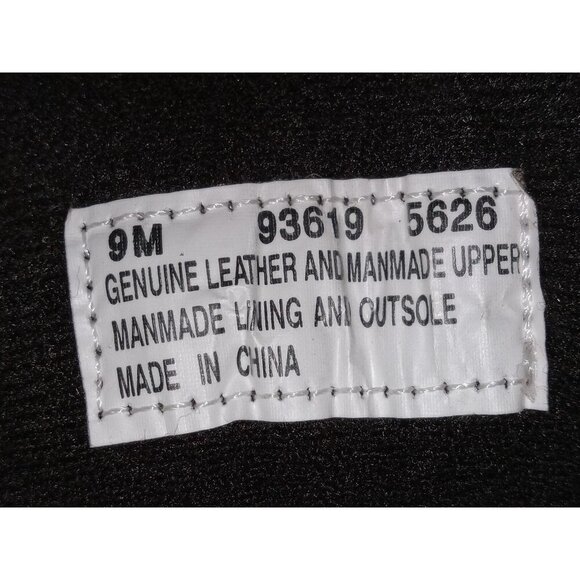 9M 93619 5626
GENUINE LEATHER AND MANMADE UPPER
MANMADE LINING AND OUTSOLE
MADE IN CHINA